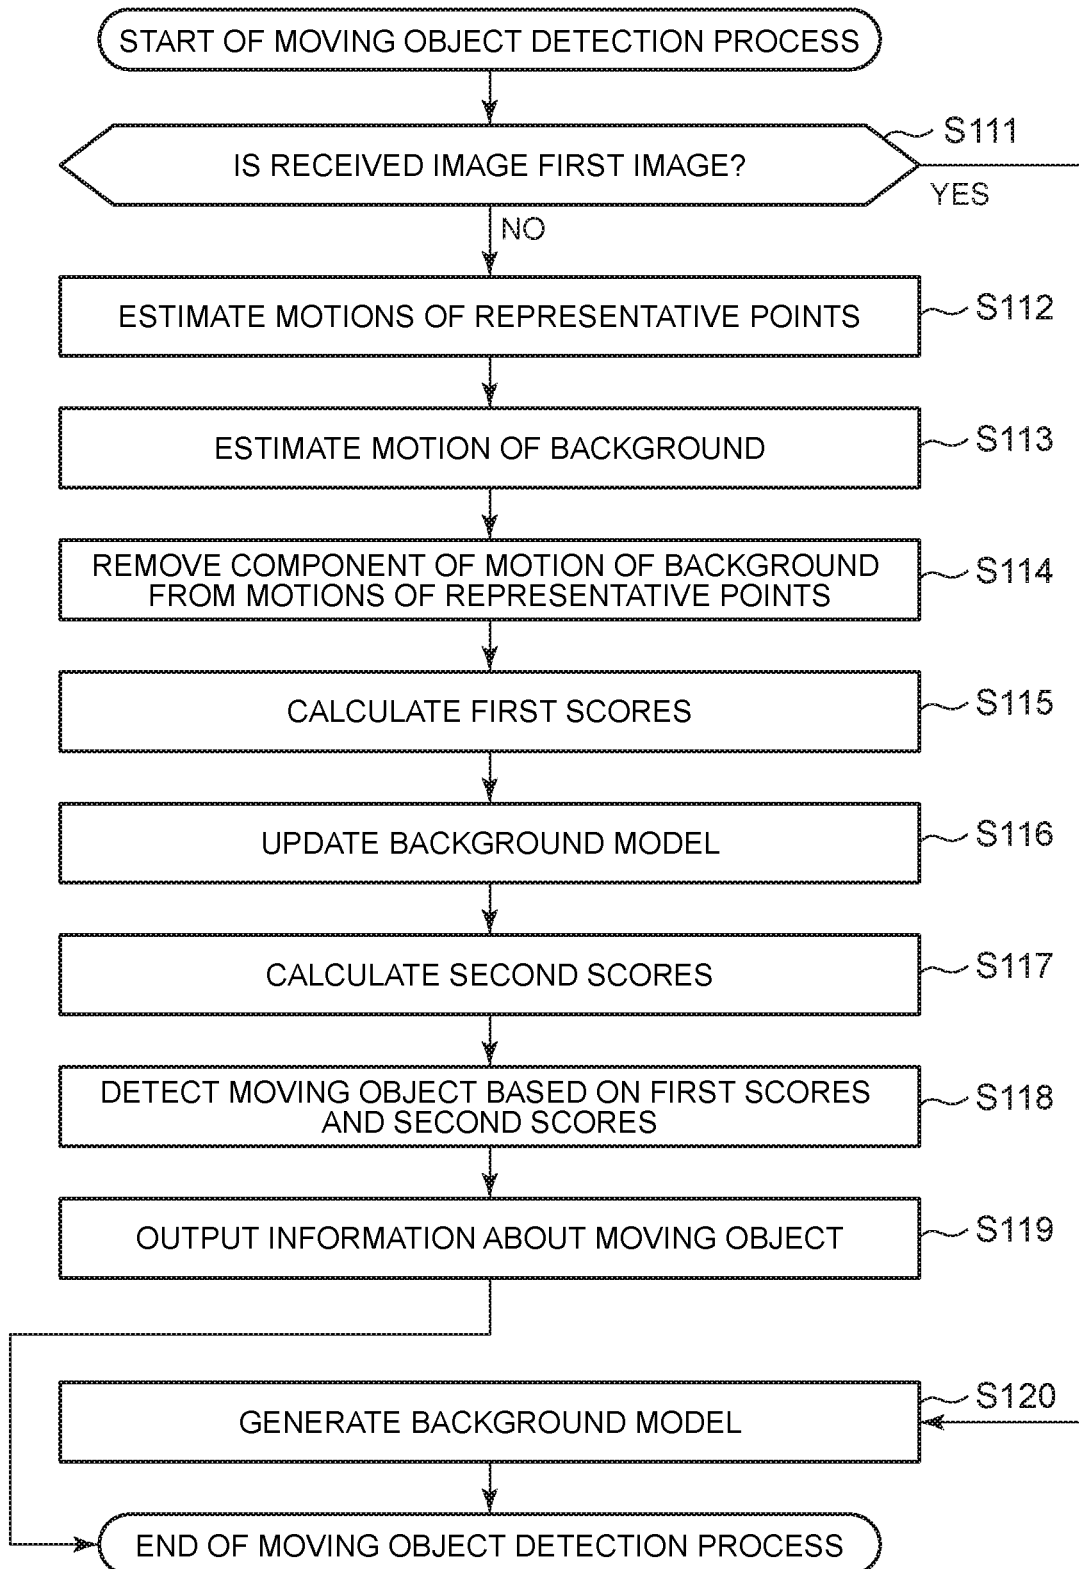 START OF MOVING OBJECT DETECTION PROCESS
S111
IS RECEIVED IMAGE FIRST IMAGE?
YES
NO
S112
ESTIMATE MOTIONS OF REPRESENTATIVE POINTS
S113
ESTIMATE MOTION OF BACKGROUND
S114
REMOVE COMPONENT OF MOTION OF BACKGROUND
FROM MOTIONS OF REPRESENTATIVE POINTS
S115
CALCULATE FIRST SCORES
S116
UPDATE BACKGROUND MODEL
S117
CALCULATE SECOND SCORES
S118
DETECT MOVING OBJECT BASED ON FIRST SCORES
AND SECOND SCORES
S119
OUTPUT INFORMATION ABOUT MOVING OBJECT
S120
GENERATE BACKGROUND MODEL
END OF MOVING OBJECT DETECTION PROCESS